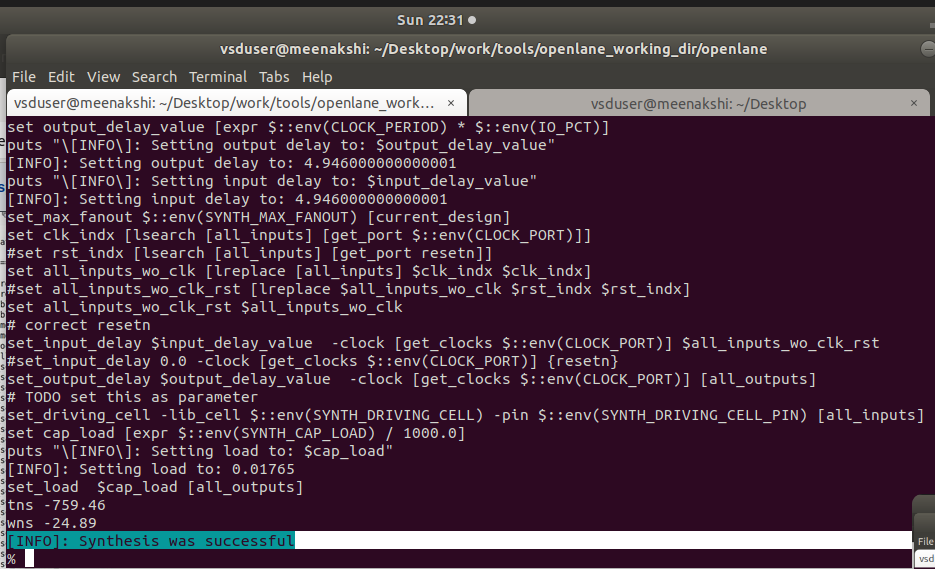 Sun 22:31
vsduser@meenakshi: ~/Desktop/work/tools/openlane_working_dir/openlane
File Edit View Search Terminal Tabs Help
vsduser@meenakshi: ~/Desktop/work/tools/openlane_work... × vsduser@meenakshi: ~/Desktop ×
set output_delay_value [expr $::env(CLOCK_PERIOD) * $::env(IO_PCT)]
puts "\[INFO\]: Setting output delay to: $output_delay_value"
[INFO]: Setting output delay to: 4.946000000000001
puts "\[INFO\]: Setting input delay to: $input_delay_value"
[INFO]: Setting input delay to: 4.946000000000001
set_max_fanout $::env(SYNTH_MAX_FANOUT) [current_design]
set clk_indx [lsearch [all_inputs] [get_port $::env(CLOCK_PORT)]]
#set rst_indx [lsearch [all_inputs] [get_port resetn]]
set all_inputs_wo_clk [lreplace [all_inputs] $clk_indx $clk_indx]
#set all_inputs_wo_clk_rst [lreplace $all_inputs_wo_clk $rst_indx $rst_indx]
set all_inputs_wo_clk_rst $all_inputs_wo_clk
# correct resetn
set_input_delay $input_delay_value  -clock [get_clocks $::env(CLOCK_PORT)] $all_inputs_wo_clk_rst
#set_input_delay 0.0 -clock [get_clocks $::env(CLOCK_PORT)] {resetn}
set_output_delay $output_delay_value  -clock [get_clocks $::env(CLOCK_PORT)] [all_outputs]
# TODO set this as parameter
set_driving_cell -lib_cell $::env(SYNTH_DRIVING_CELL) -pin $::env(SYNTH_DRIVING_CELL_PIN) [all_inputs]
set cap_load [expr $::env(SYNTH_CAP_LOAD) / 1000.0]
puts "\[INFO\]: Setting load to: $cap_load"
[INFO]: Setting load to: 0.01765
set_load  $cap_load [all_outputs]
tns -759.46
wns -24.89
[INFO]: Synthesis was successful
%
File
vsd